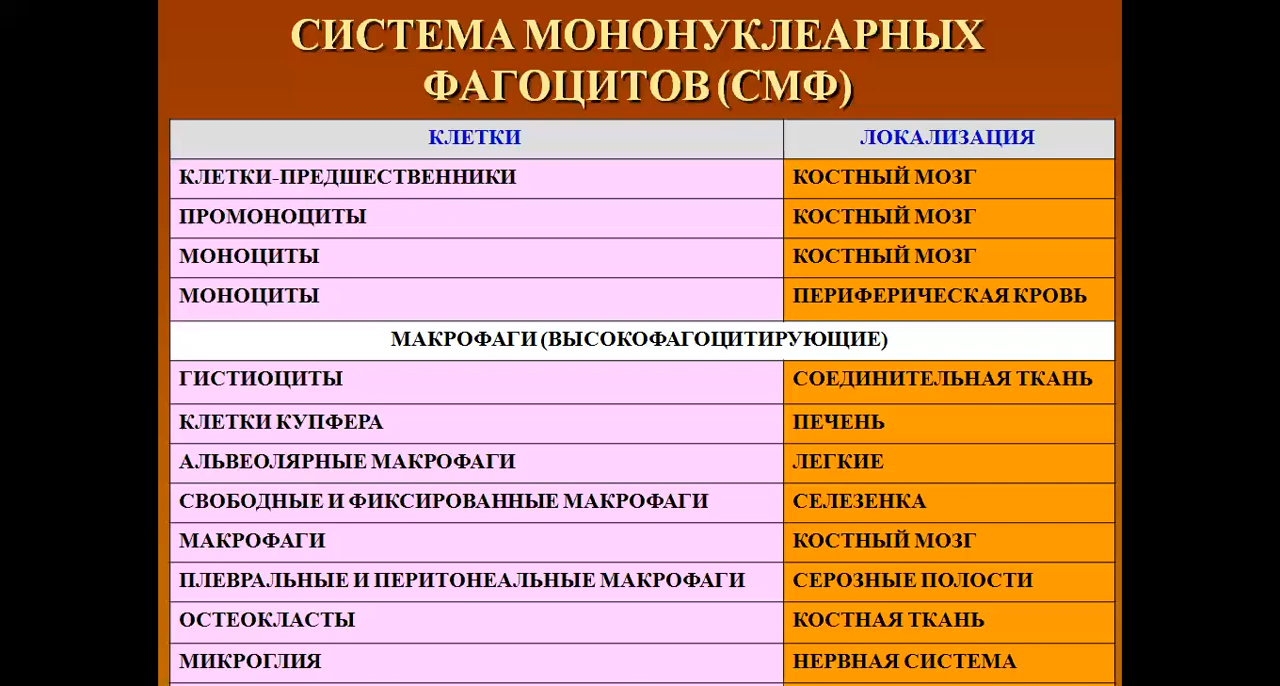 СИСТЕМА МОНОНУКЛЕАРНЫХ
ФАГОЦИТОВ (СМФ)
КЛЕТКИ ЛОКАЛИЗАЦИЯ
КЛЕТКИ-ПРЕДШЕСТВЕННИКИ КОСТНЫЙ МОЗГ
ПРОМОНОЦИТЫ КОСТНЫЙ МОЗГ
МОНОЦИТЫ КОСТНЫЙ МОЗГ
МОНОЦИТЫ ПЕРИФЕРИЧЕСКАЯ КРОВЬ
МАКРОФАГИ (ВЫСОКОФАГОЦИТИРУЮЩИЕ)
ГИСТИОЦИТЫ СОЕДИНИТЕЛЬНАЯ ТКАНЬ
КЛЕТКИ КУПФЕРА ПЕЧЕНЬ
АЛЬВЕОЛЯРНЫЕ МАКРОФАГИ ЛЕГКИЕ
СВОБОДНЫЕ И ФИКСИРОВАННЫЕ МАКРОФАГИ СЕЛЕЗЕНКА
МАКРОФАГИ КОСТНЫЙ МОЗГ
ПЛЕВРАЛЬНЫЕ И ПЕРИТОНЕАЛЬНЫЕ МАКРОФАГИ СЕРОЗНЫЕ ПОЛОСТИ
ОСТЕОКЛАСТЫ КОСТНАЯ ТКАНЬ
МИКРОГЛИЯ НЕРВНАЯ СИСТЕМА